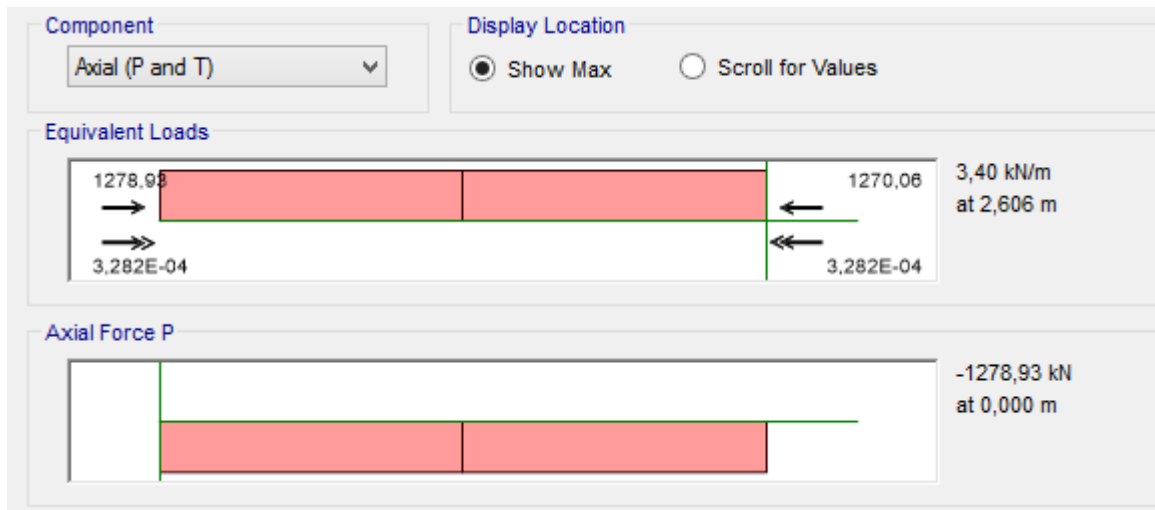 Component
Display Location
Axial (P and T)
Show Max
Scroll for Values
Equivalent Loads
1278,93
1270,06
3,282E-04
3,282E-04
3,40 kN/m
at 2,606 m
Axial Force P
-1278,93 kN
at 0,000 m